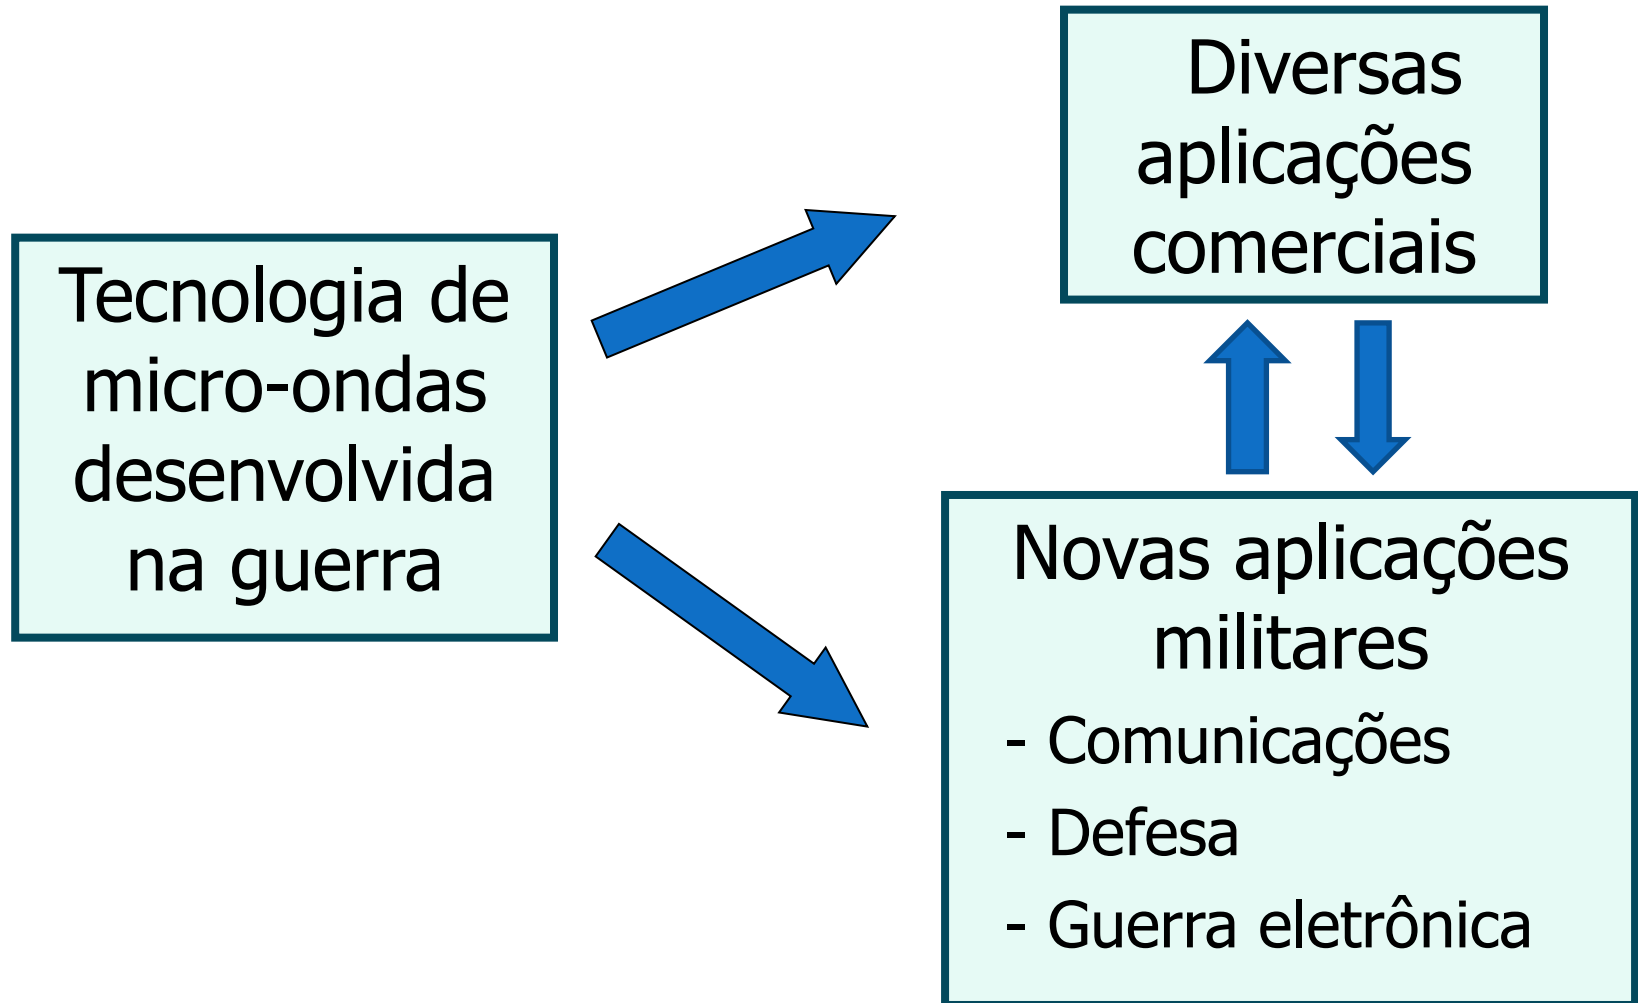 Tecnologia de
micro-ondas
desenvolvida
na guerra
Diversas
aplicações
comerciais
Novas aplicações
militares
- Comunicações
- Defesa
- Guerra eletrônica